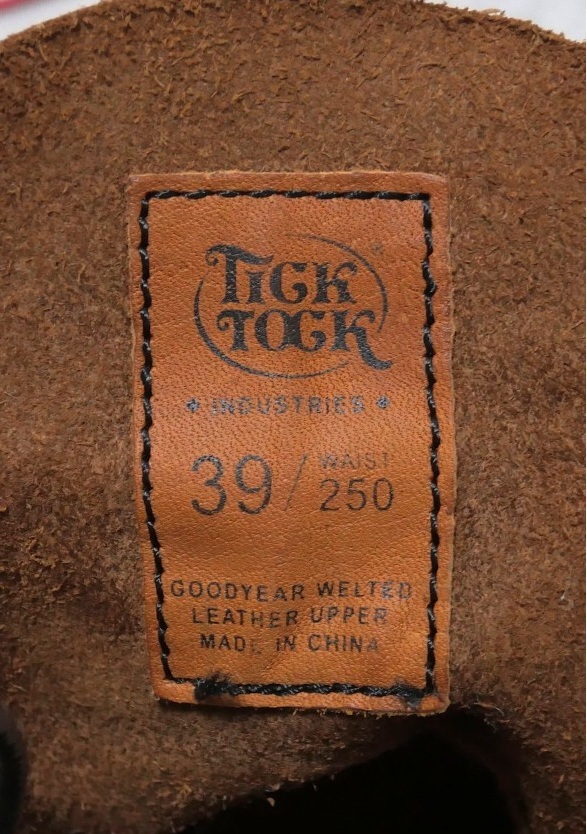 TICK
TOCK
★ INDUSTRIES ★
39 / WAIST
250
GOODYEAR WELTED
LEATHER UPPER
MADE IN CHINA